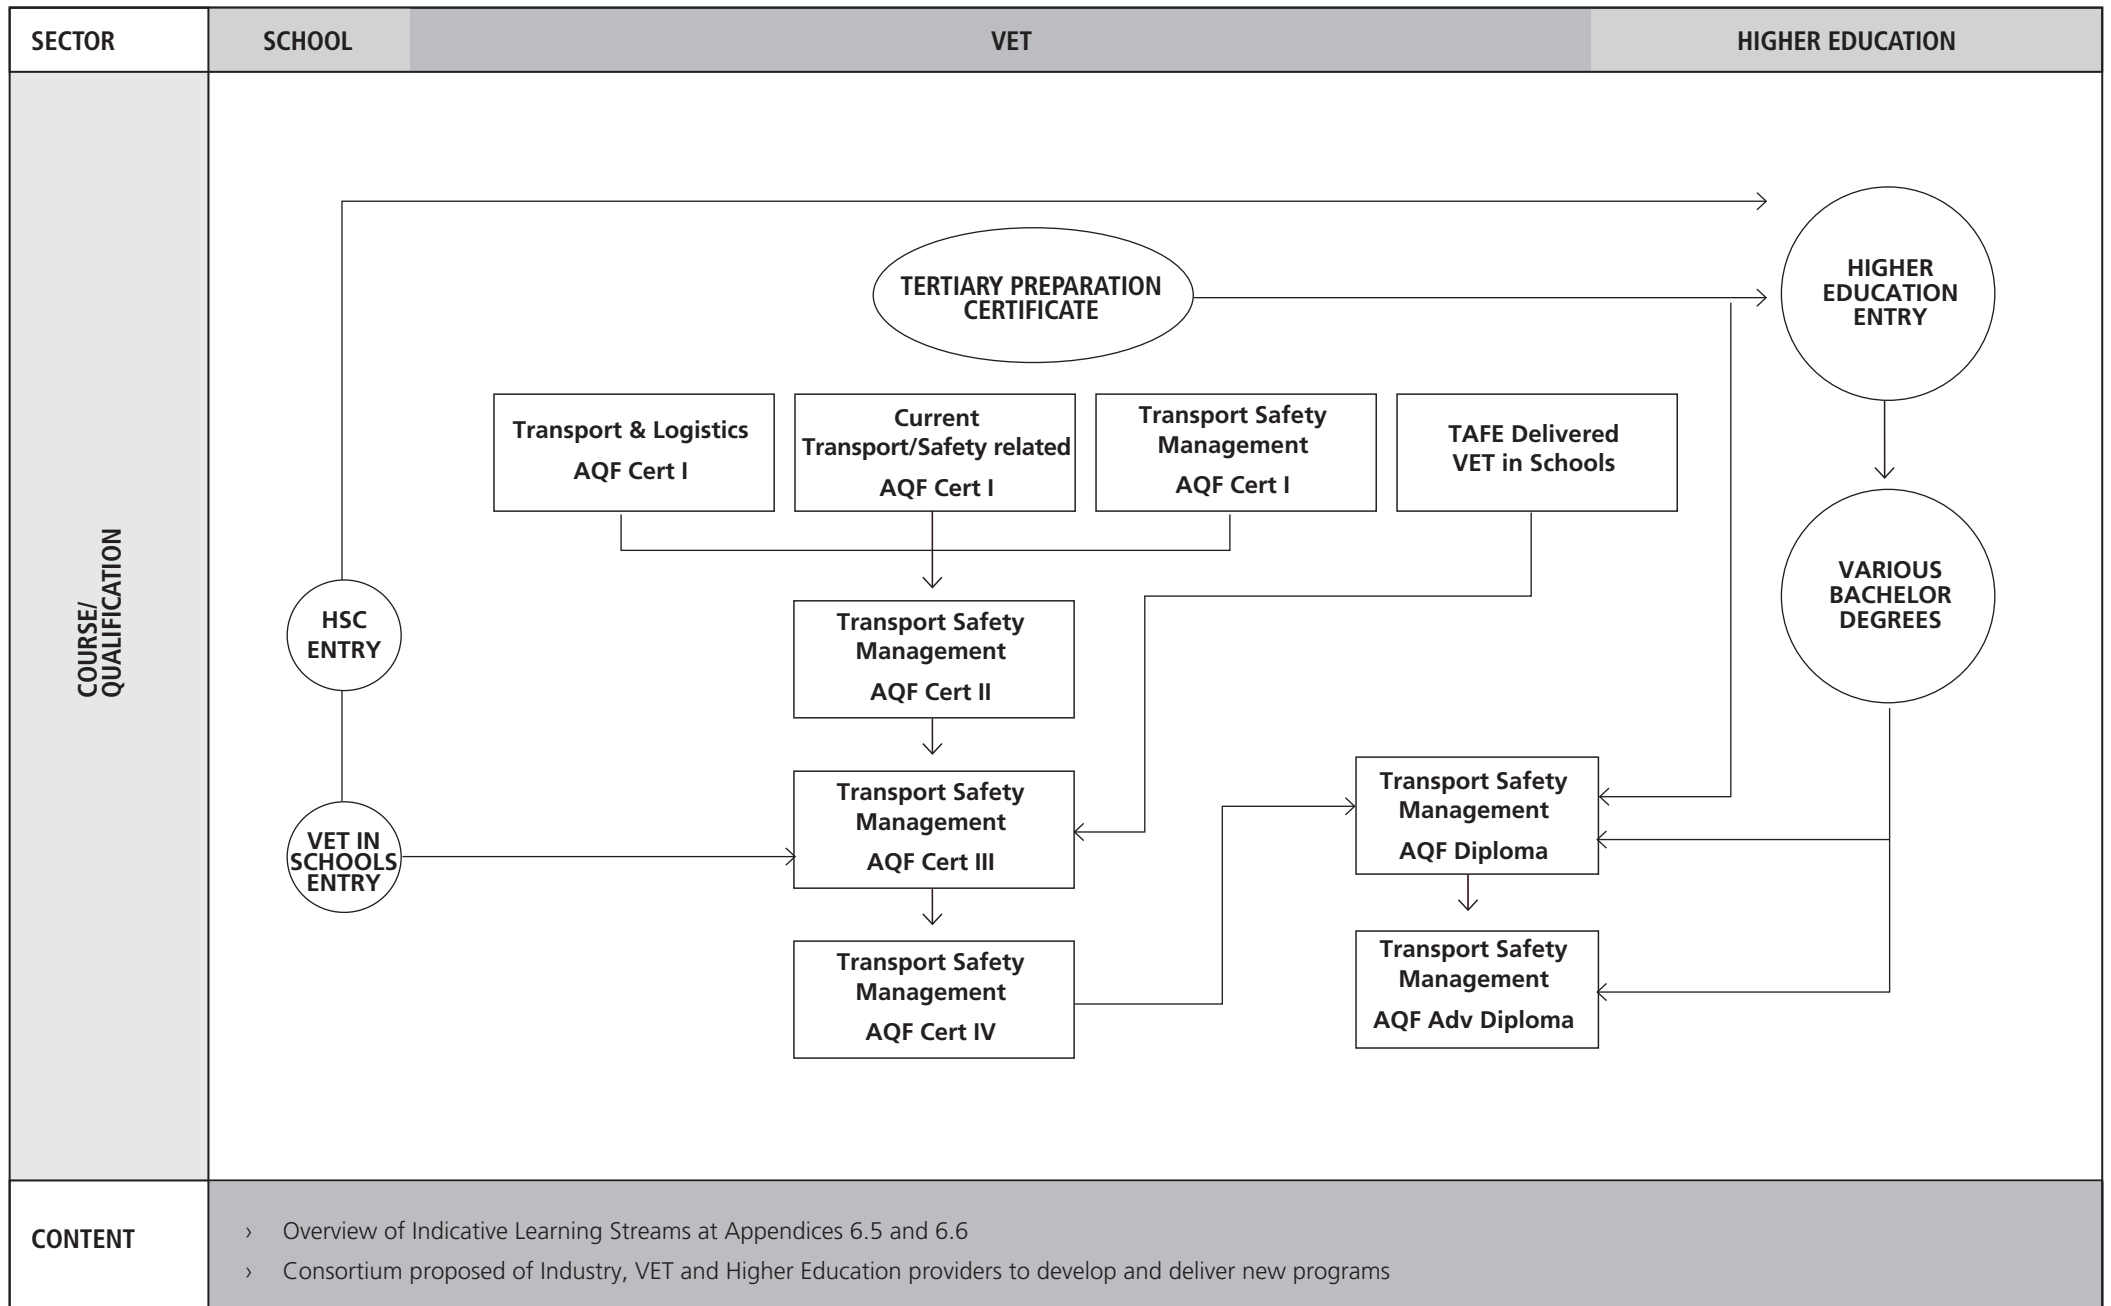 SECTOR
SCHOOL
VET
HIGHER EDUCATION
COURSE/
QUALIFICATION
TERTIARY PREPARATION
CERTIFICATE
HIGHER
EDUCATION
ENTRY
Transport & Logistics
AQF Cert I
Current
Transport/Safety related
AQF Cert I
Transport Safety
Management
AQF Cert I
TAFE Delivered
VET in Schools
HSC
ENTRY
Transport Safety
Management
AQF Cert II
VARIOUS
BACHELOR
DEGREES
VET IN
SCHOOLS
ENTRY
Transport Safety
Management
AQF Cert III
Transport Safety
Management
AQF Diploma
Transport Safety
Management
AQF Cert IV
Transport Safety
Management
AQF Adv Diploma
CONTENT
› Overview of Indicative Learning Streams at Appendices 6.5 and 6.6
› Consortium proposed of Industry, VET and Higher Education providers to develop and deliver new programs